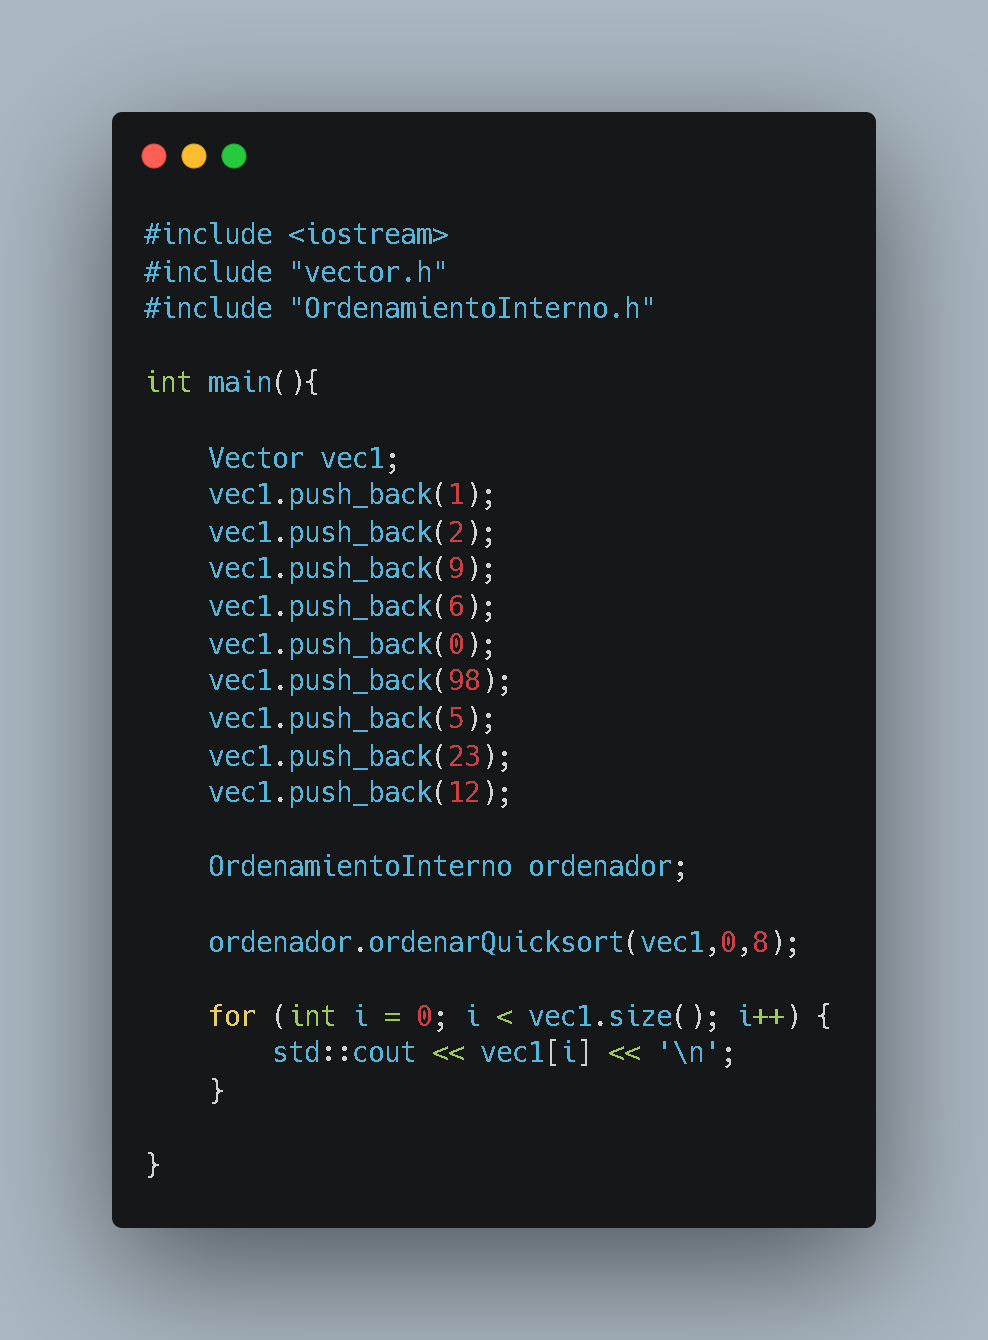 #include <iostream>
#include "vector.h"
#include "OrdenamientoInterno.h"

int main(){

    Vector vec1;
    vec1.push_back(1);
    vec1.push_back(2);
    vec1.push_back(9);
    vec1.push_back(6);
    vec1.push_back(0);
    vec1.push_back(98);
    vec1.push_back(5);
    vec1.push_back(23);
    vec1.push_back(12);

    OrdenamientoInterno ordenador;

    ordenador.ordenarQuicksort(vec1,0,8);

    for (int i = 0; i < vec1.size(); i++) {
        std::cout << vec1[i] << '\n';
    }

}